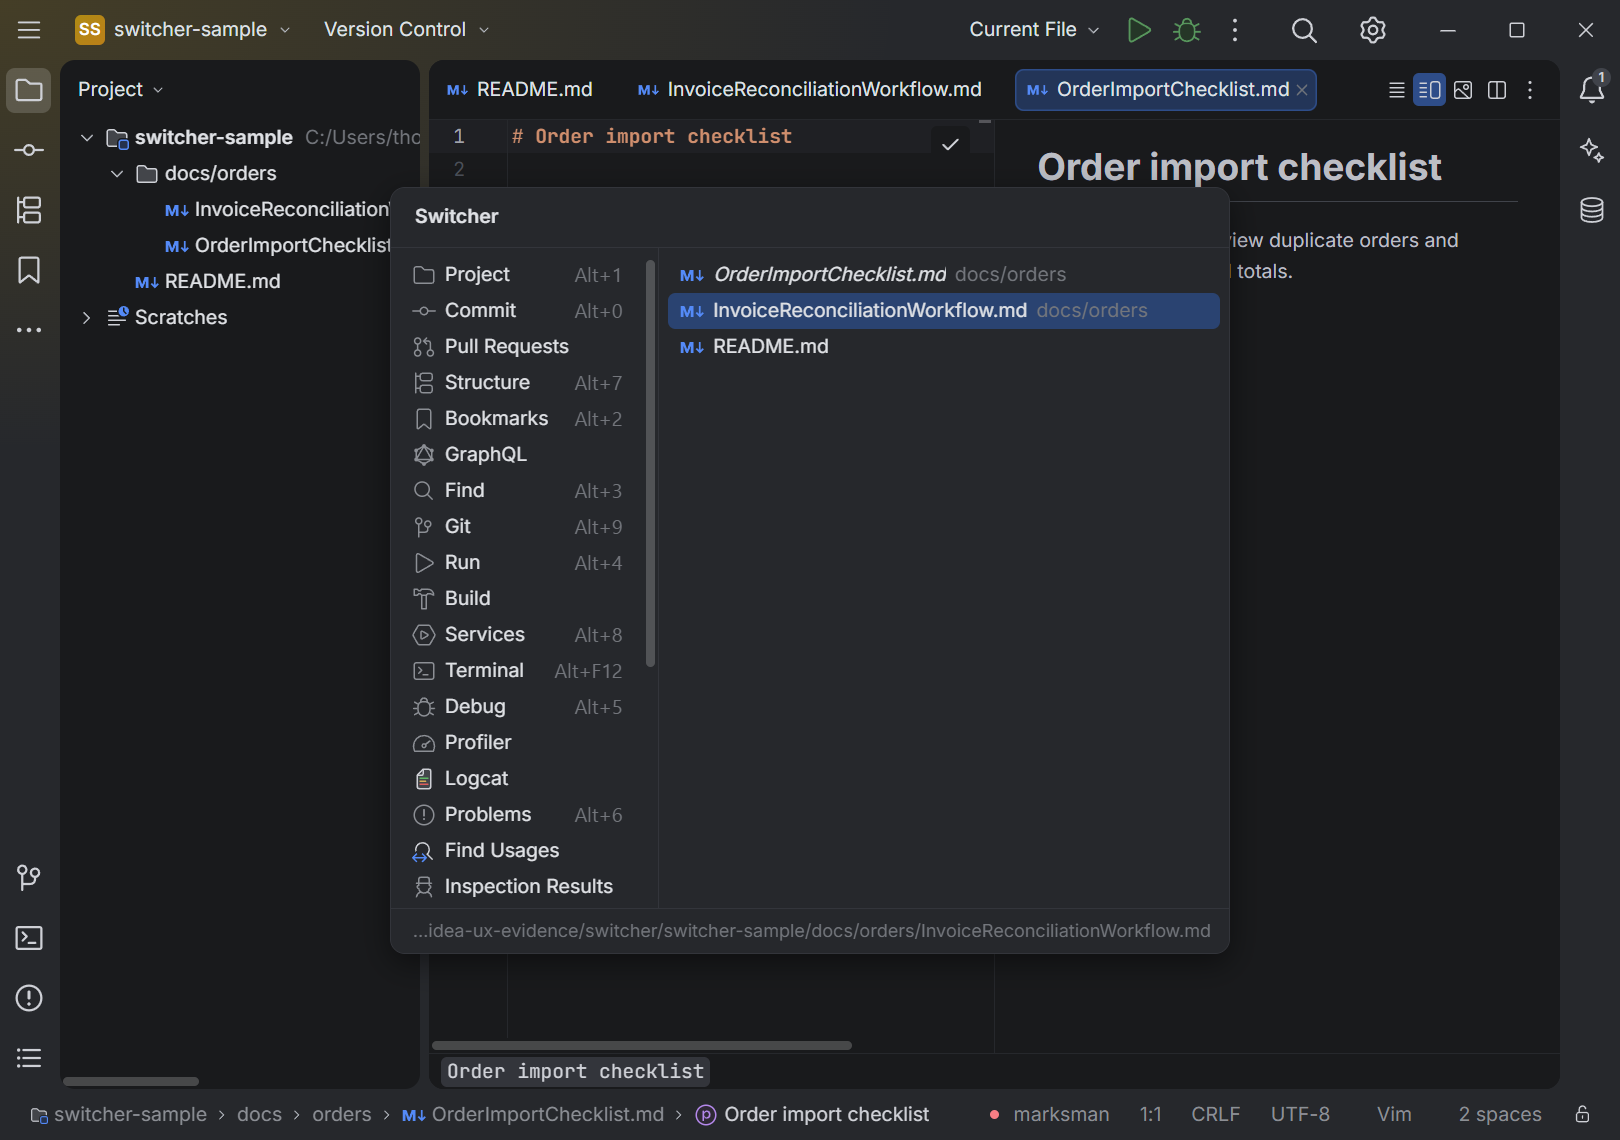 SS switcher-sample Version Control Current File
Project
README.md InvoiceReconciliationWorkflow.md OrderImportChecklist.md
1
switcher-sample C:/Users/tho
docs/orders
InvoiceReconciliation
OrderImportChecklist
README.md
Scratches
1 # Order import checklist
2
Order import checklist
iew duplicate orders and
totals.
Switcher
Project Alt+1
Commit Alt+0
Pull Requests
Structure Alt+7
Bookmarks Alt+2
GraphQL
Find Alt+3
Git Alt+9
Run Alt+4
Build
Services Alt+8
Terminal Alt+F12
Debug Alt+5
Profiler
Logcat
Problems Alt+6
Find Usages
Inspection Results
OrderImportChecklist.md docs/orders
InvoiceReconciliationWorkflow.md docs/orders
README.md
...idea-ux-evidence/switcher/switcher-sample/docs/orders/InvoiceReconciliationWorkflow.md
Order import checklist
switcher-sample › docs › orders › OrderImportChecklist.md › Order import checklist marksman 1:1 CRLF UTF-8 Vim 2 spaces